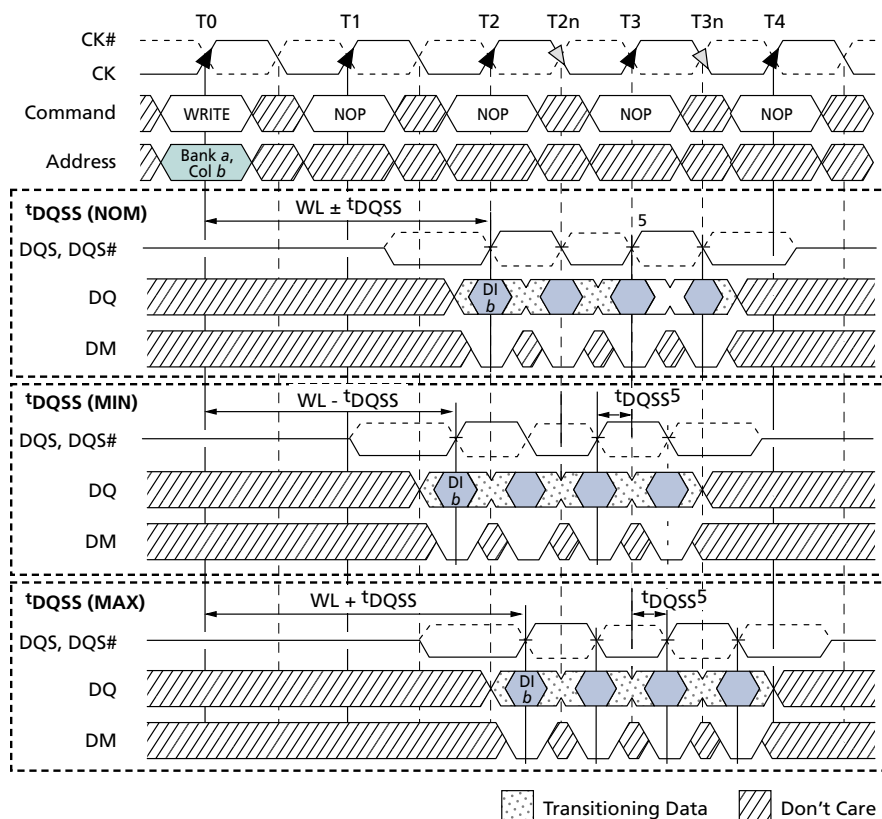 T0 T1 T2 T2n T3 T3n T4
CK#
CK
Command WRITE NOP NOP NOP NOP
Address Bank a,
Col b
tDQSS (NOM) WL ± tDQSS
5
DQS, DQS#
DQ DI
b
DM
tDQSS (MIN) WL - tDQSS tDQSS5
DQS, DQS#
DQ DI
b
DM
tDQSS (MAX) WL + tDQSS tDQSS5
DQS, DQS#
DQ DI
b
DM
Transitioning Data Don't Care